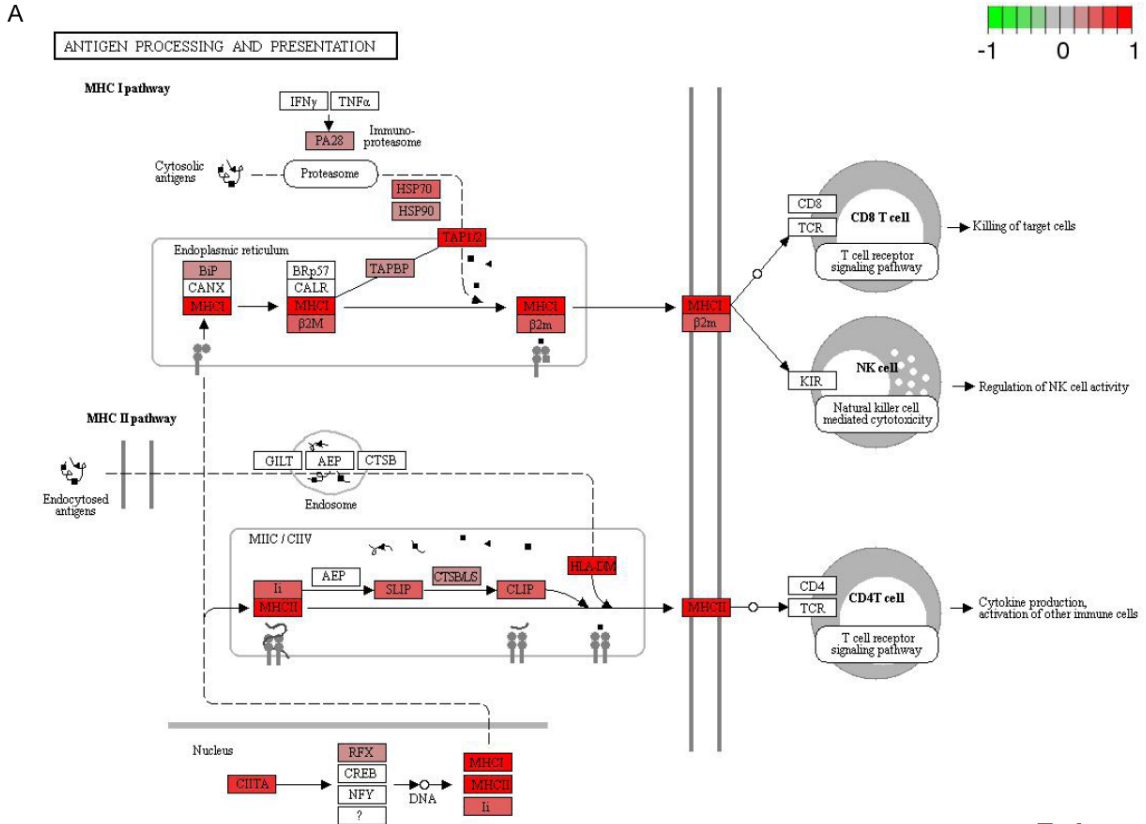 A
-1 0 1
ANTIGEN PROCESSING AND PRESENTATION
MHC I pathway
IFNγ TNFα
PA28
Immuno-
proteasome
Cytosolic
antigens
Proteasome
HSP70
HSP90
TAP1/2
Endoplasmic reticulum
BiP
CANX
MHCI
BRp57
CALR
MHCI
β2M
TAPBP
MHCI
β2m
MHCI
β2m
CD8
TCR
CD8 T cell
T cell receptor
signaling pathway
Killing of target cells
KIR
NK cell
Natural killer cell
mediated cytotoxicity
Regulation of NK cell activity
MHC II pathway
Endocytosed
antigens
GILT AEP CTSB
Endosome
MIIC / CIIV
Ii
MHCII
AEP
SLIP
CTSB/L/S
CLIP
HLA-DM
MHCII
CD4
TCR
CD4T cell
T cell receptor
signaling pathway
Cytokine production,
activation of other immune cells
Nucleus
CIITA
RFX
CREB
NFY
?
DNA
MHCI
MHCII
Ii